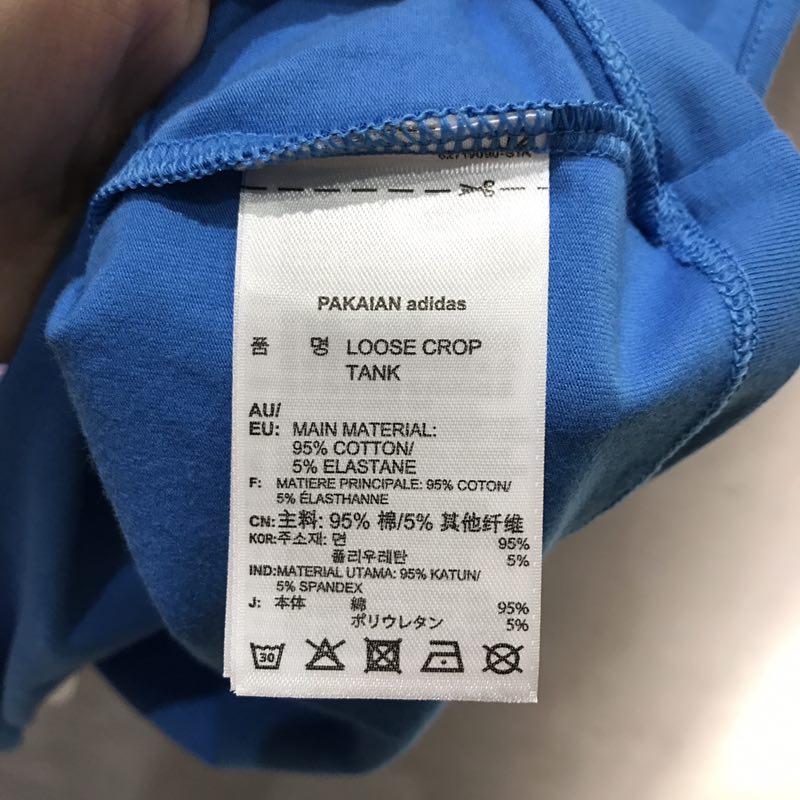 PAKAIAN adidas
품 명 LOOSE CROP
TANK
AU/
EU: MAIN MATERIAL:
95% COTTON/
5% ELASTANE
F: MATIERE PRINCIPALE: 95% COTON/
5% ÉLASTHANNE
CN: 主料: 95% 棉/5% 其他纤维
KOR: 주소재: 면 95%
폴리우레탄 5%
IND: MATERIAL UTAMA: 95% KATUN/
5% SPANDEX
J: 本体 綿 95%
ポリウレタン 5%
30